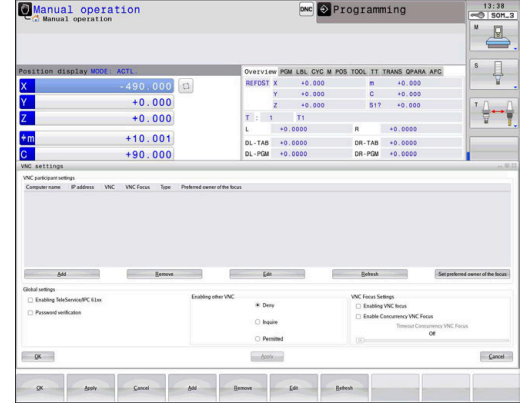 Manual operation
Manual operation
DNC
Programming
13:38
SOM_3
M
Position display MODE: ACTL.
X -490.000
Y +0.000
Z +0.000
+m +10.001
C +90.000
Overview PGM LBL CYC M POS TOOL TT TRANS QPARA AFC
REFDST X +0.000 m +0.000
Y +0.000 C +0.000
Z +0.000 S1? +0.000
T : 1 T1
L +0.0000 R +0.0000
DL-TAB +0.0000 DR-TAB +0.0000
DL-PGM +0.0000 DR-PGM +0.0000
S
T
VNC settings
VNC participant settings
Computer name IP address VNC VNC Focus Type Preferred owner of the focus
Add Remove Edit Refresh Set preferred owner of the focus
Global settings
Enabling TeleService/IPC 61xx
Password verification
Enabling other VNC
Deny
Inquire
Permitted
VNC Focus Settings
Enabling VNC focus
Enable Concurrency VNC Focus
Timeout Concurrency VNC Focus
Off
OK Apply Cancel
OK Apply Cancel Add Remove Edit Refresh